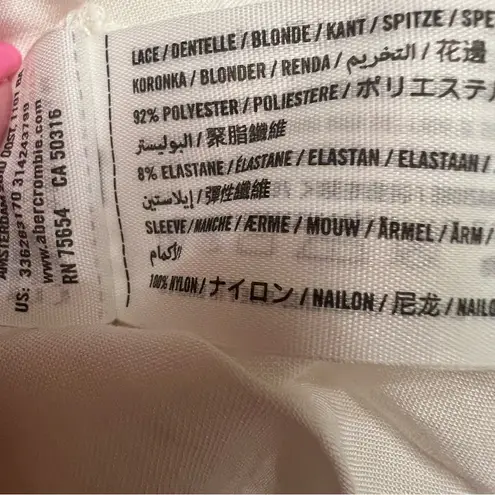 LACE / DENTELLE / BLONDE / KANT / SPITZE / SPE
KORONKA / BLONDER / RENDA / التخريم / 花邊
92% POLYESTER / POLIESTERE / ポリエステル
البوليستر / 聚脂纖維
8% ELASTANE / ÉLASTANE / ELASTAN / ELASTAAN /
إيلاستين / 彈性纖維
SLEEVE / MANCHE / ÆRME / MOUW / ÄRMEL / ÄRM /
الأكمام
100% NYLON / ナイロン / NAILON / 尼龙 / NAILO
www.abercrombie.com
RN 75654 CA 50316